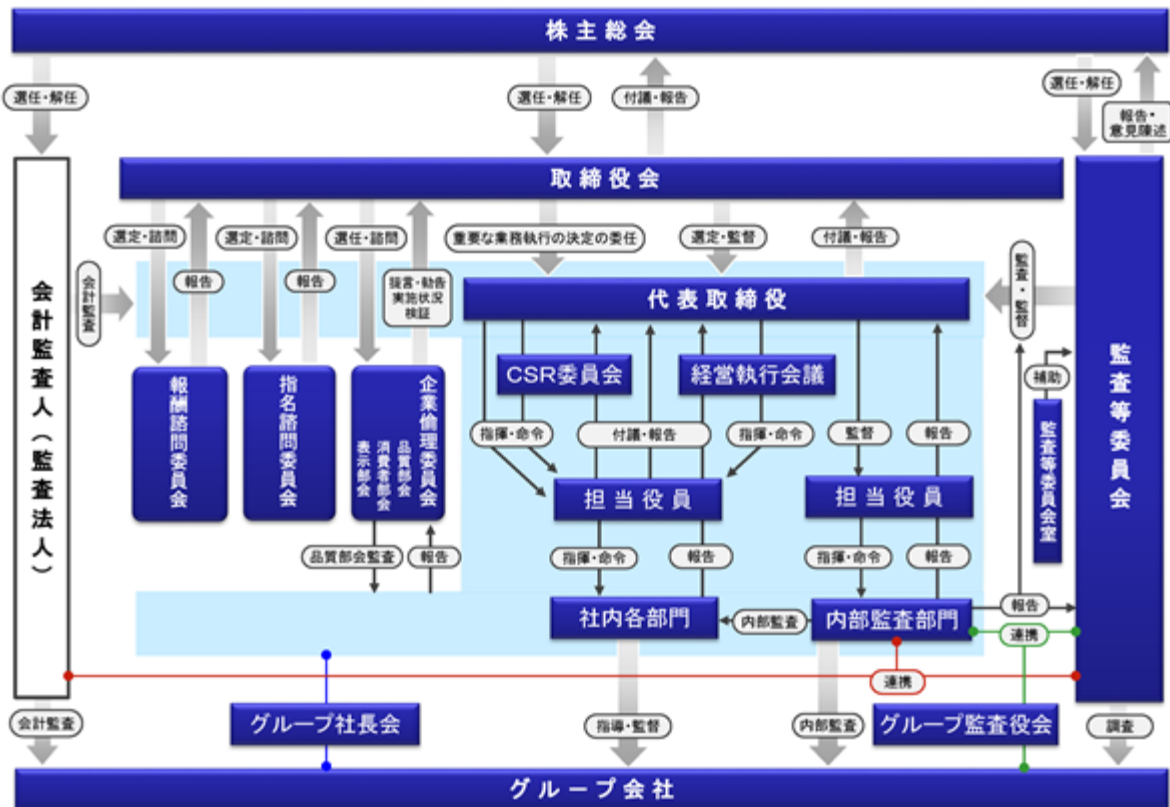 株主総会
選任・解任
選任・解任
付議・報告
選任・解任
報告・
意見陳述
取締役会
選定・諮問
報告
選定・諮問
報告
選任・諮問
提言・勧告
実施状況
検証
重要な業務執行の決定の委任
選定・監督
付議・報告
会計監査
監査・監督
代表取締役
会計監査人（監査法人）
報酬諮問委員会
指名諮問委員会
企業倫理委員会
品質部会
消費者部会
表示部会
CSR委員会
経営執行会議
監査等委員会
補助
監査等委員会室
指揮・命令
付議・報告
指揮・命令
監督
報告
担当役員
担当役員
品質部会監査
報告
指揮・命令
報告
指揮・命令
報告
社内各部門
内部監査
内部監査部門
報告
連携
連携
会計監査
グループ社長会
指導・監督
内部監査
グループ監査役会
調査
グループ会社